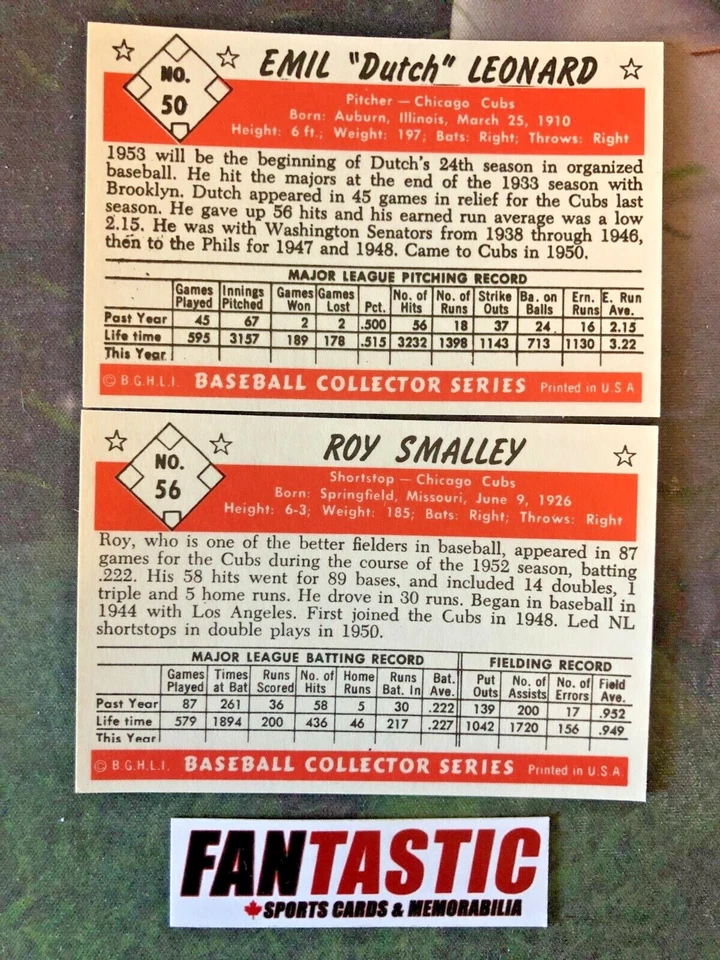 NO.
50
EMIL "Dutch" LEONARD
Pitcher — Chicago Cubs
Born: Auburn, Illinois, March 25, 1910
Height: 6 ft.; Weight: 197; Bats: Right; Throws: Right
1953 will be the beginning of Dutch's 24th season in organized
baseball. He hit the majors at the end of the 1933 season with
Brooklyn. Dutch appeared in 45 games in relief for the Cubs last
season. He gave up 56 hits and his earned run average was a low
2.15. He was with Washington Senators from 1938 through 1946,
then to the Phils for 1947 and 1948. Came to Cubs in 1950.
MAJOR LEAGUE PITCHING RECORD
Games Played Innings Pitched Games Won Games Lost Pct. No. of Hits No. of Runs Strike Outs Ba. on Balls Ern. Runs E. Run Ave.
Past Year 45 67 2 2 .500 56 18 37 24 16 2.15
Life time 595 3157 189 178 .515 3232 1398 1143 713 1130 3.22
This Year
© B.G.H.L.I. BASEBALL COLLECTOR SERIES Printed in U.S.A
NO.
56
ROY SMALLEY
Shortstop — Chicago Cubs
Born: Springfield, Missouri, June 9, 1926
Height: 6-3; Weight: 185; Bats: Right; Throws: Right
Roy, who is one of the better fielders in baseball, appeared in 87
games for the Cubs during the course of the 1952 season, batting
.222. His 58 hits went for 89 bases, and included 14 doubles, 1
triple and 5 home runs. He drove in 30 runs. Began in baseball in
1944 with Los Angeles. First joined the Cubs in 1948. Led NL
shortstops in double plays in 1950.
MAJOR LEAGUE BATTING RECORD FIELDING RECORD
Games Played Times at Bat Runs Scored No. of Hits Home Runs Runs Bat. In Bat. Ave. Put Outs No. of Assists No. of Errors Field Ave.
Past Year 87 261 36 58 5 30 .222 139 200 17 .952
Life time 579 1894 200 436 46 217 .227 1042 1720 156 .949
This Year
© B.G.H.L.I. BASEBALL COLLECTOR SERIES Printed in U.S.A
FANTASTIC
SPORTS CARDS & MEMORABILIA